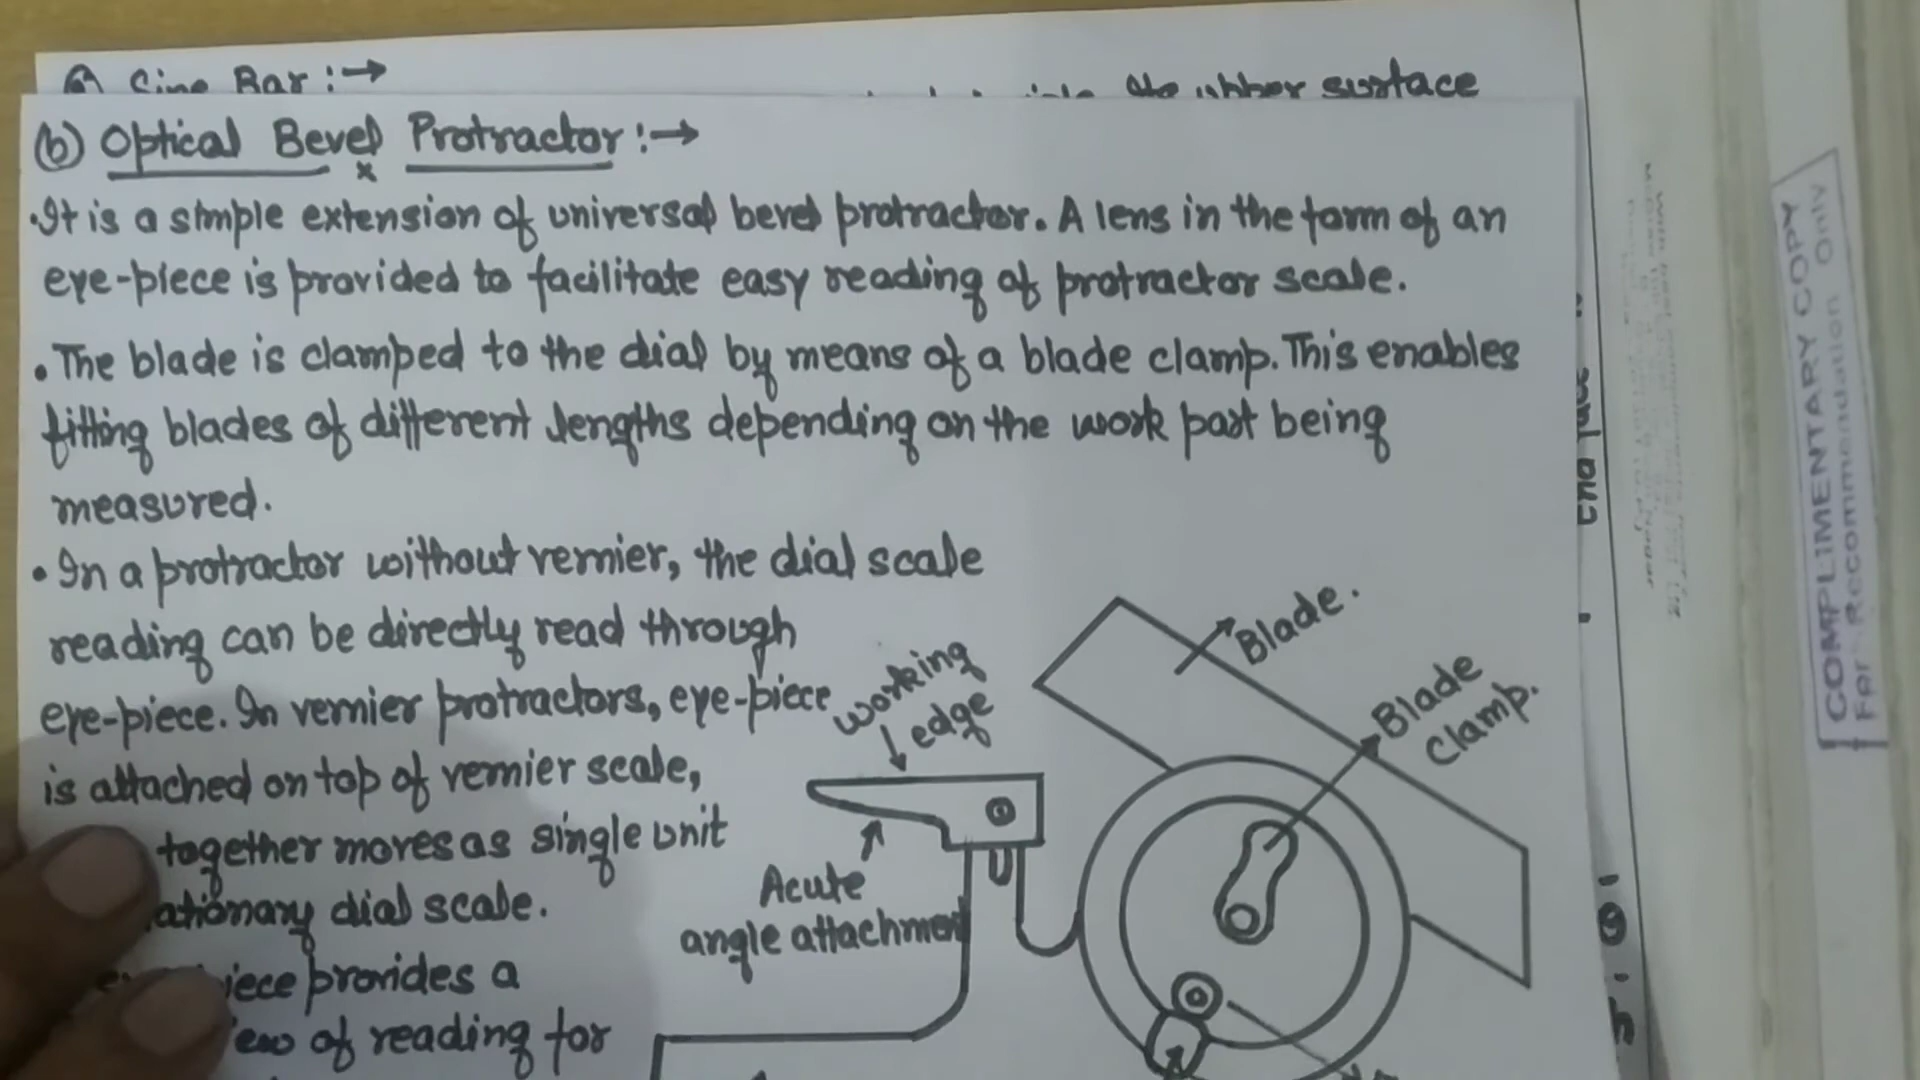 Sine Bar :→
surface
(b) Optical Bevel Protractor :→
x
• It is a simple extension of universal bevel protractor. A lens in the form of an
eye-piece is provided to facilitate easy reading of protractor scale.
• The blade is clamped to the dial by means of a blade clamp. This enables
fitting blades of different lengths depending on the work part being
measured.
• In a protractor without vernier, the dial scale
reading can be directly read through
eye-piece. In vernier protractors, eye-piece
is attached on top of vernier scale,
together moves as single unit
dial scale.
provides a
of reading for
working
edge
Acute
angle attachment
Blade.
Blade
Clamp.
End face
COMPLIMENTARY COPY
For Recommendation Only